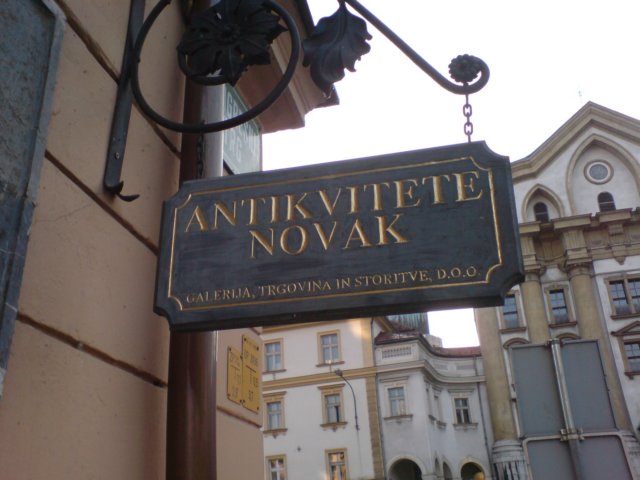 ANTIKVITETE
NOVAK
GALERIJA, TRGOVINA IN STORITVE, D.O.O.